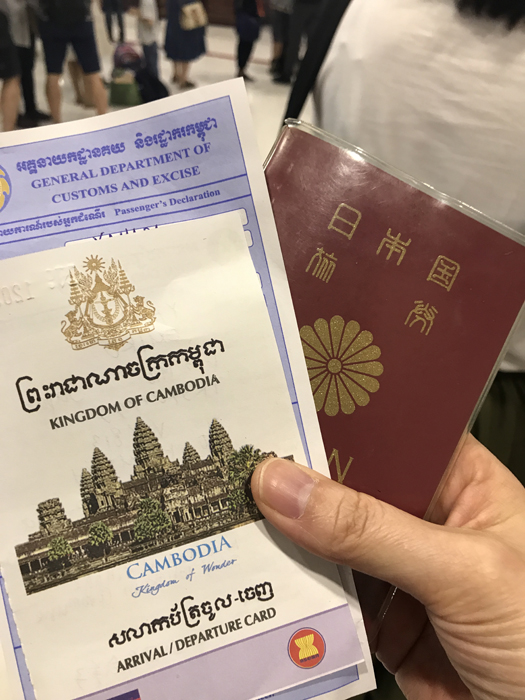 អគ្គនាយកដ្ឋានគយ និងរដ្ឋាករកម្ពុជា
GENERAL DEPARTMENT OF
CUSTOMS AND EXCISE
Passenger's Declaration
ព្រះរាជាណាចក្រកម្ពុជា
KINGDOM OF CAMBODIA
CAMBODIA
Kingdom of Wonder
សលាកប័ត្រចូល-ចេញ
ARRIVAL / DEPARTURE CARD
日本国
旅券
N